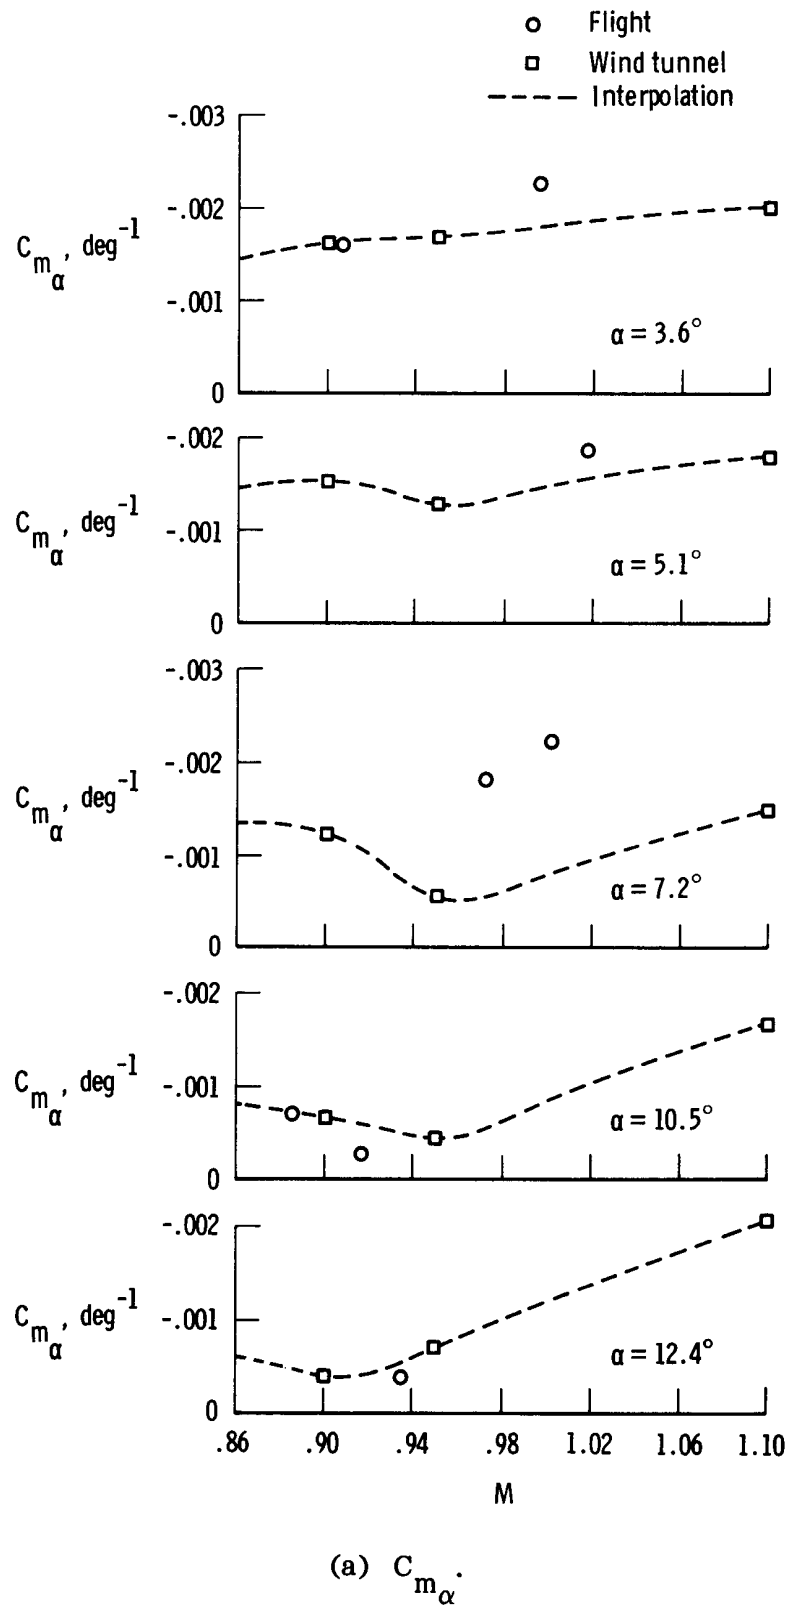 Flight
Wind tunnel
Interpolation
-.003
-.002
-.001
0
C_mα, deg⁻¹
α = 3.6°
-.002
-.001
0
C_mα, deg⁻¹
α = 5.1°
-.003
-.002
-.001
0
C_mα, deg⁻¹
α = 7.2°
-.002
-.001
0
C_mα, deg⁻¹
α = 10.5°
-.002
-.001
0
C_mα, deg⁻¹
α = 12.4°
.86 .90 .94 .98 1.02 1.06 1.10
M
(a) C_mα.